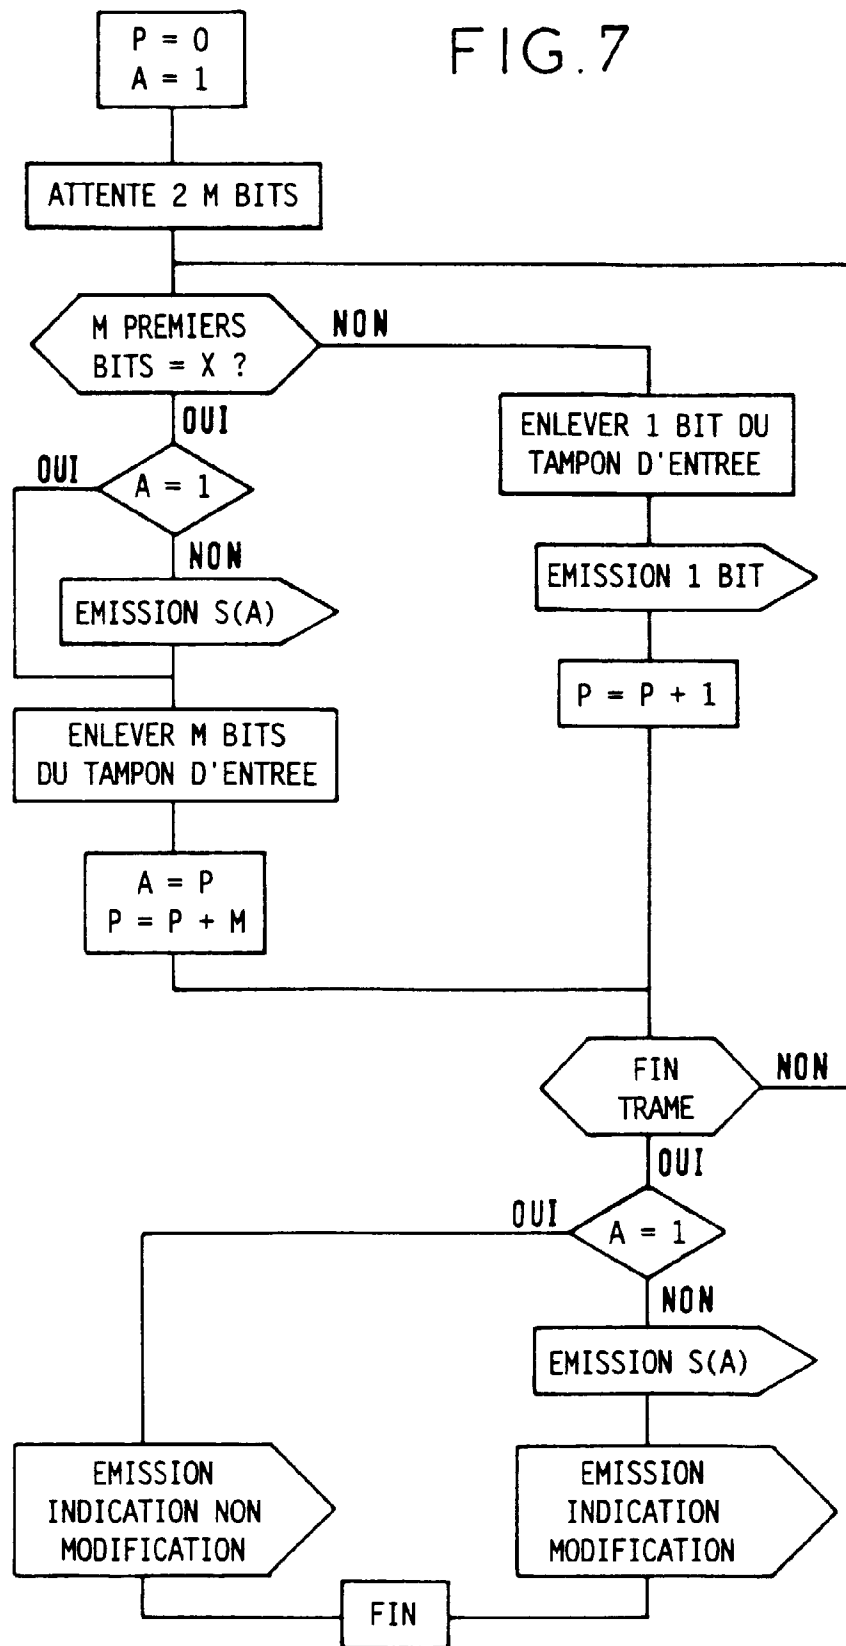 FIG.7
P = 0
A = 1
ATTENTE 2 M BITS
M PREMIERS
BITS = X ?
NON
OUI
ENLEVER 1 BIT DU
TAMPON D'ENTREE
OUI
A = 1
NON
EMISSION 1 BIT
EMISSION S(A)
P = P + 1
ENLEVER M BITS
DU TAMPON D'ENTREE
A = P
P = P + M
FIN
TRAME
NON
OUI
OUI
A = 1
NON
EMISSION S(A)
EMISSION
INDICATION NON
MODIFICATION
EMISSION
INDICATION
MODIFICATION
FIN